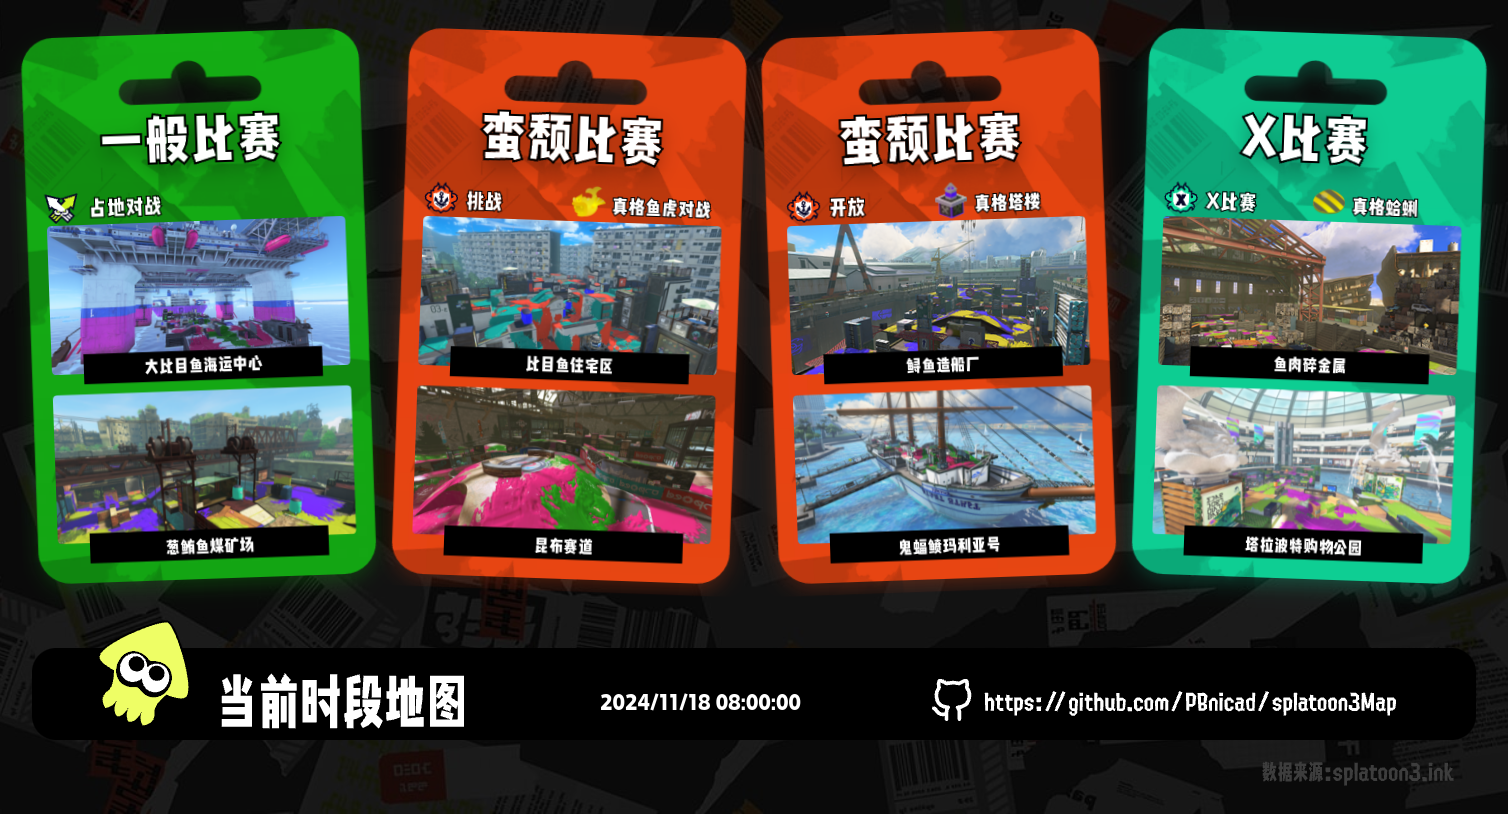 一般比赛
占地对战
大比目鱼海运中心
葱鲔鱼煤矿场
蛮颓比赛
挑战
真格鱼虎对战
比目鱼住宅区
昆布赛道
蛮颓比赛
开放
真格塔楼
鲟鱼造船厂
鬼蝠鲼玛利亚号
X比赛
X比赛
真格蛤蜊
鱼肉碎金属
塔拉波特购物公园
当前时段地图
2024/11/18 08:00:00
https://github.com/PBnicad/splatoon3Map
数据来源:splatoon3.ink